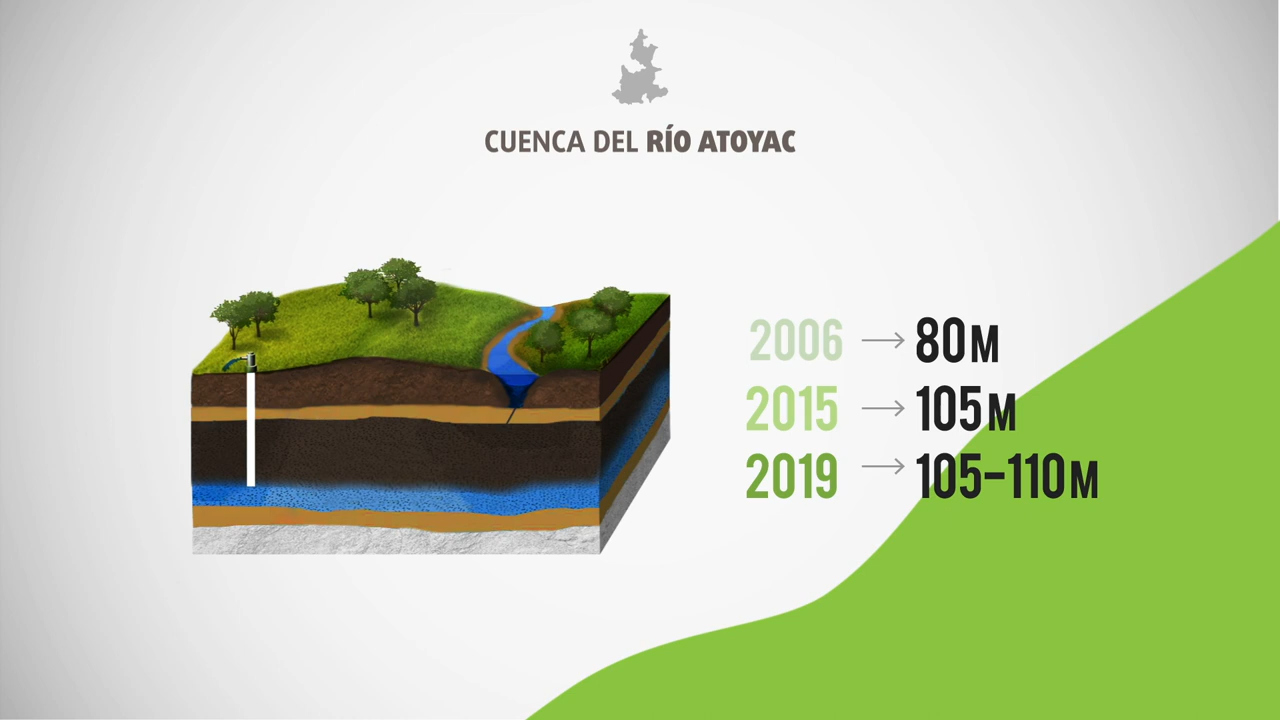 CUENCA DEL RÍO ATOYAC
2006 → 80M
2015 → 105M
2019 → 105-110M